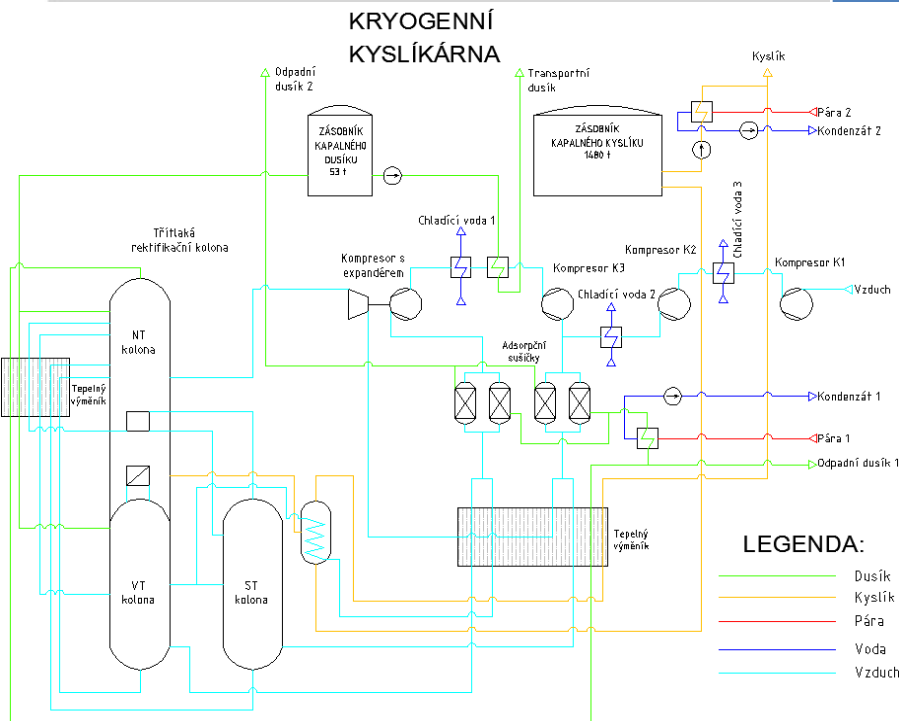 KRYOGENNÍ
KYSLÍKÁRNA
Odpadní
dusík 2
Transportní
dusík
Kyslík
ZÁSOBNÍK
KAPALNÉHO
DUSÍKU
53 t
ZÁSOBNÍK
KAPALNÉHO KYSLÍKU
1480 t
Pára 2
Kondenzát 2
Třítlaká
rektifikační kolona
Chladící voda 1
Chladící voda 3
Kompresor s
expandérem
Kompresor K3
Kompresor K2
Kompresor K1
Chladící voda 2
Vzduch
NT
kolona
Adsorpční
sušičky
Tepelný
výměník
Kondenzát 1
Pára 1
Odpadní dusík 1
Tepelný
výměník
VT
kolona
ST
kolona
LEGENDA:
Dusík
Kyslík
Pára
Voda
Vzduch